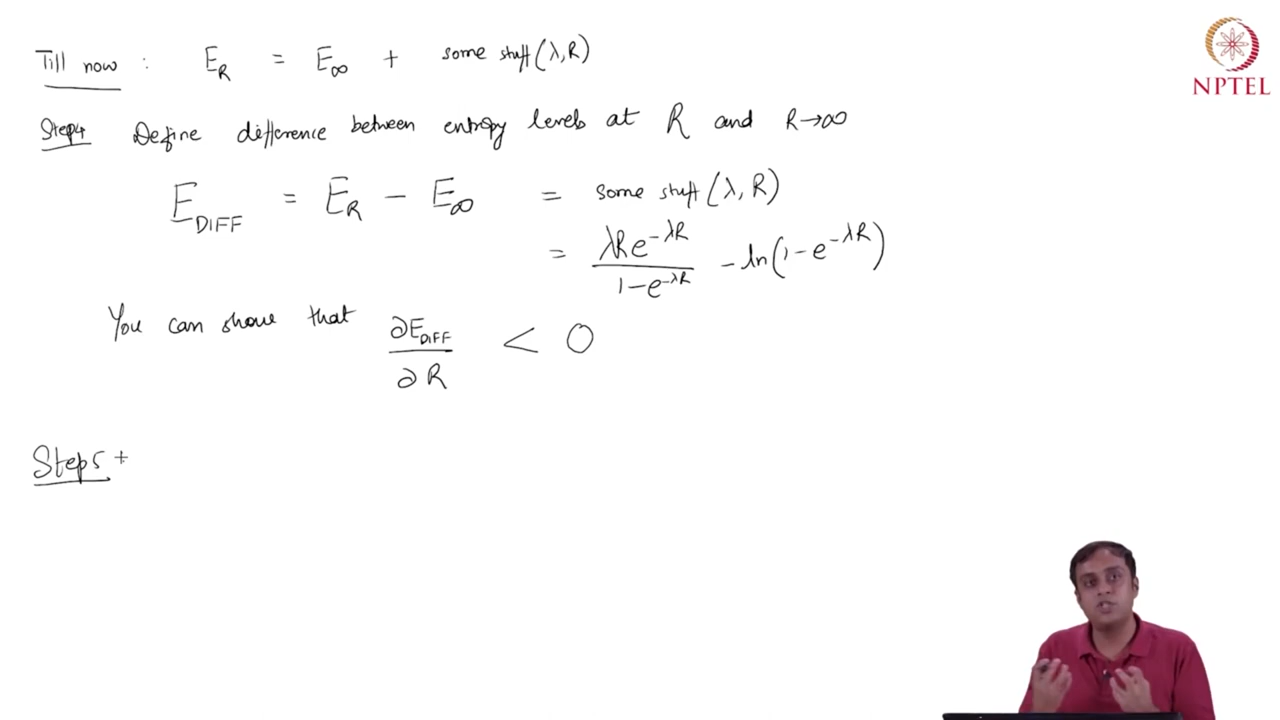 Till now : E_R = E_∞ + some stuff (λ,R)
NPTEL
Step4 Define difference between entropy levels at R and R→∞
E_DIFF = E_R − E_∞ = some stuff (λ, R)
= λRe^{-λR} / 1−e^{-λR} − ln(1−e^{-λR})
You can show that ∂E_DIFF / ∂R < 0
Step5